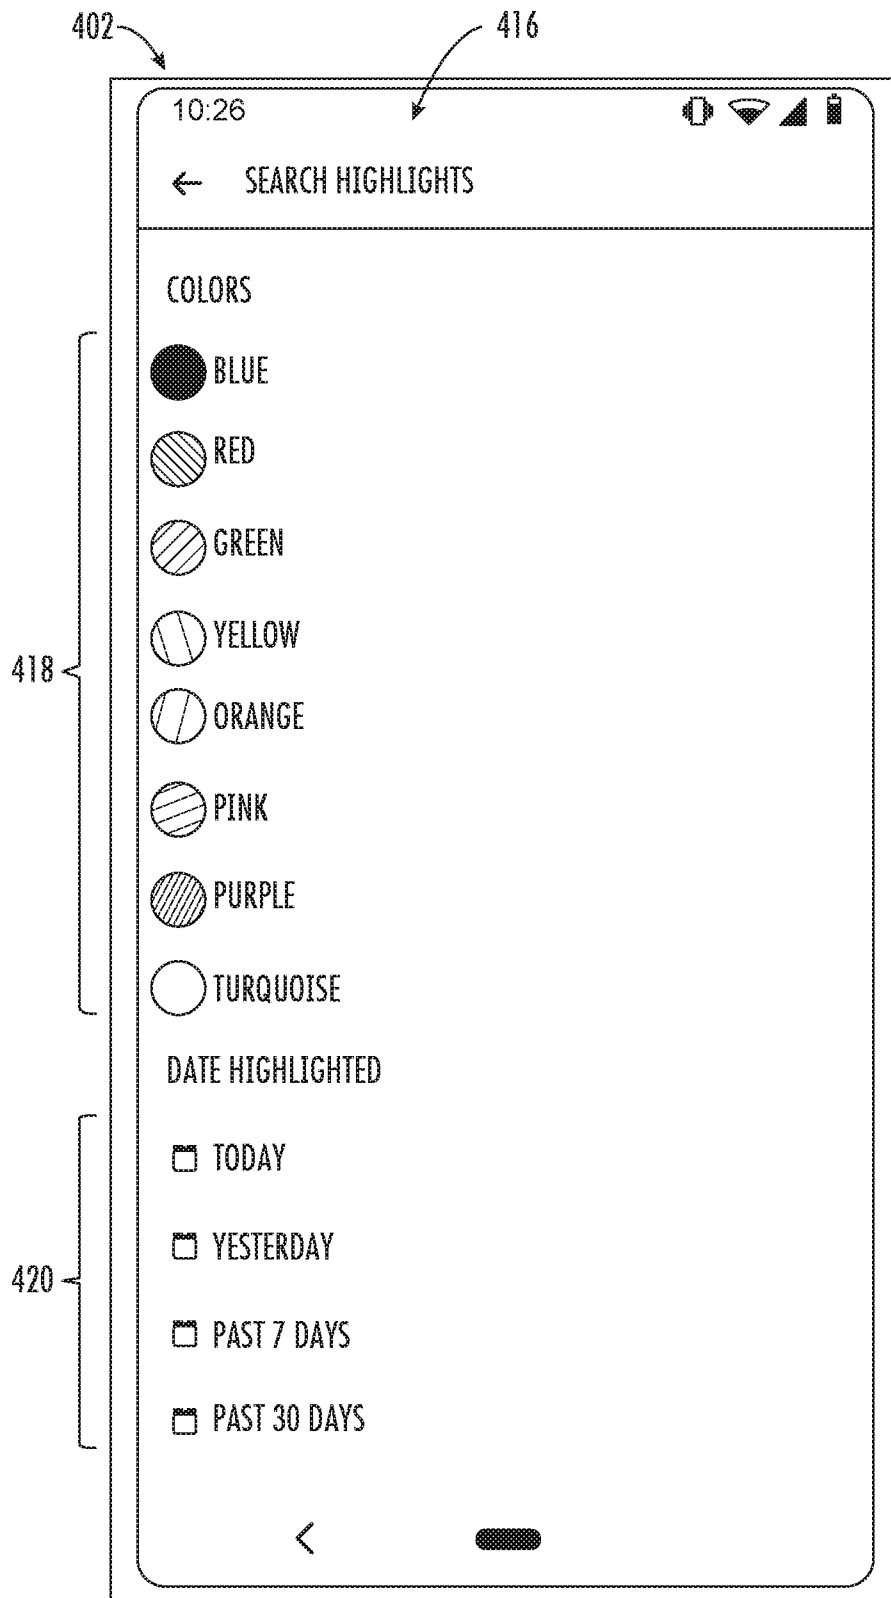 402
416
10:26
SEARCH HIGHLIGHTS
COLORS
BLUE
RED
GREEN
YELLOW
418
ORANGE
PINK
PURPLE
TURQUOISE
DATE HIGHLIGHTED
TODAY
YESTERDAY
420
PAST 7 DAYS
PAST 30 DAYS